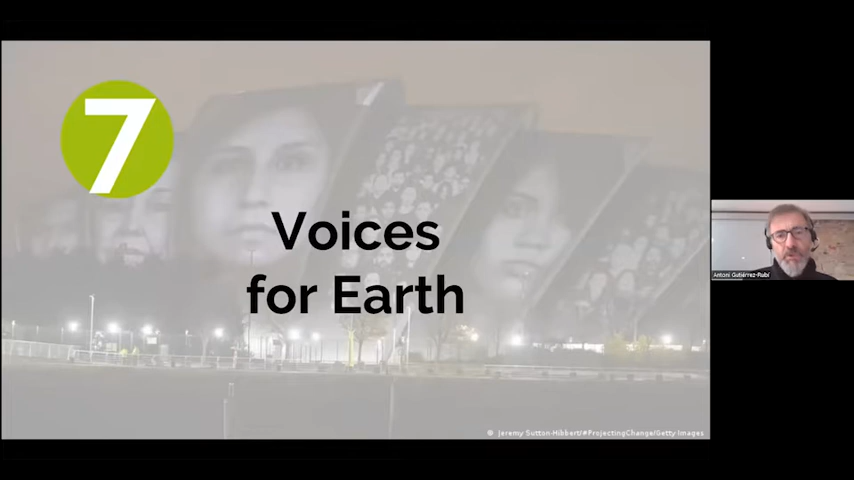 7
Voices
for Earth
Jeremy Sutton-Hibbert/#ProjectingChange/Getty Images
Antoni Gutiérrez-Rubí